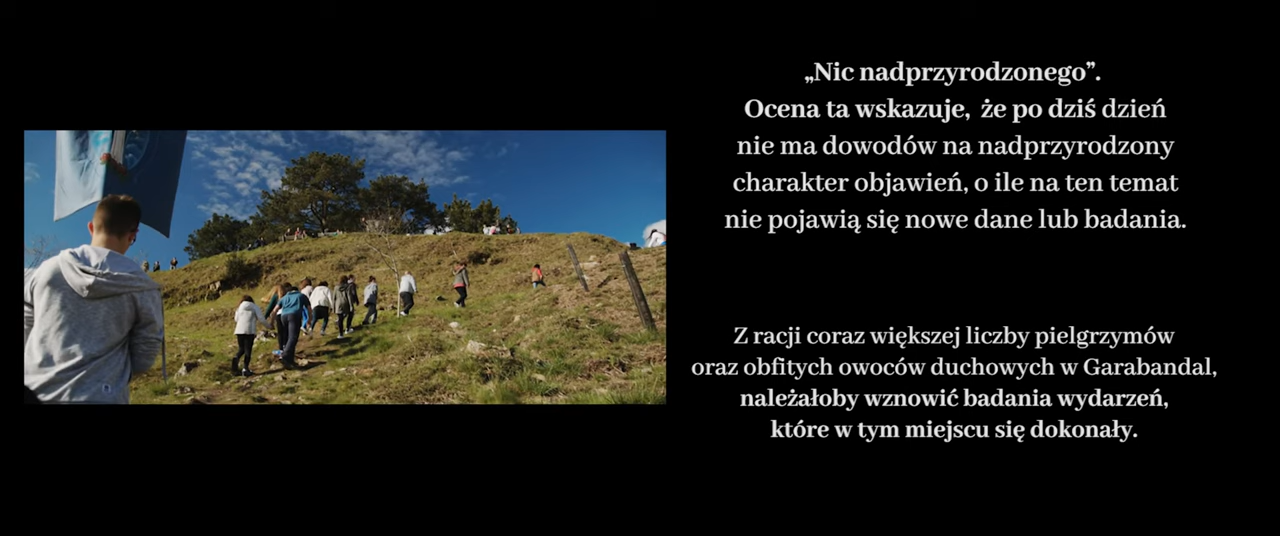 „Nic nadprzyrodzonego”.
Ocena ta wskazuje, że po dziś dzień
nie ma dowodów na nadprzyrodzony
charakter objawień, o ile na ten temat
nie pojawią się nowe dane lub badania.
Z racji coraz większej liczby pielgrzymów
oraz obfitych owoców duchowych w Garabandal,
należałoby wznowić badania wydarzeń,
które w tym miejscu się dokonały.